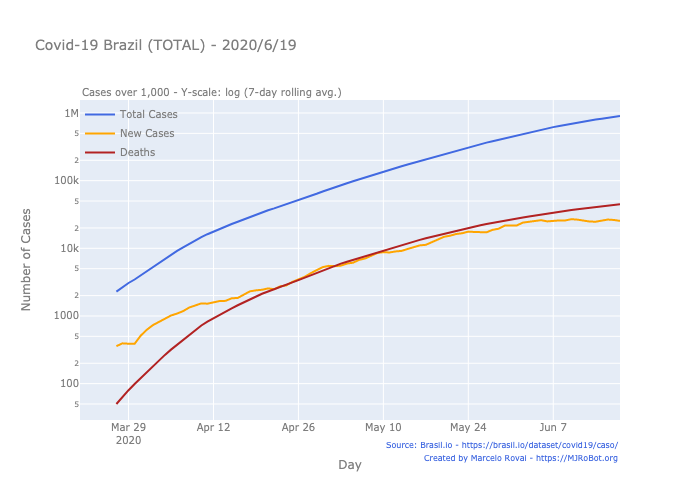 Covid-19 Brazil (TOTAL) - 2020/6/19
Cases over 1,000 - Y-scale: log (7-day rolling avg.)
Total Cases
New Cases
Deaths
1M
5
2
100k
5
2
10k
5
2
1000
5
2
100
5
Number of Cases
Mar 29
2020
Apr 12
Apr 26
May 10
May 24
Jun 7
Day
Source: Brasil.io - https://brasil.io/dataset/covid19/caso/
Created by Marcelo Rovai - https://MJRoBot.org